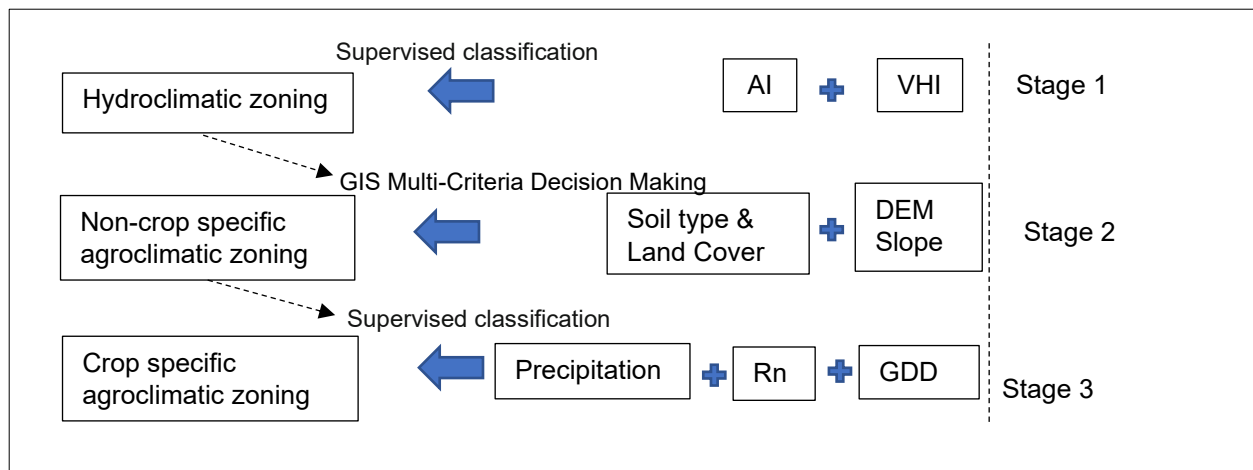 Supervised classification
Hydroclimatic zoning
AI
VHI
Stage 1
GIS Multi-Criteria Decision Making
Non-crop specific
agroclimatic zoning
Soil type &
Land Cover
DEM
Slope
Stage 2
Supervised classification
Crop specific
agroclimatic zoning
Precipitation
Rn
GDD
Stage 3